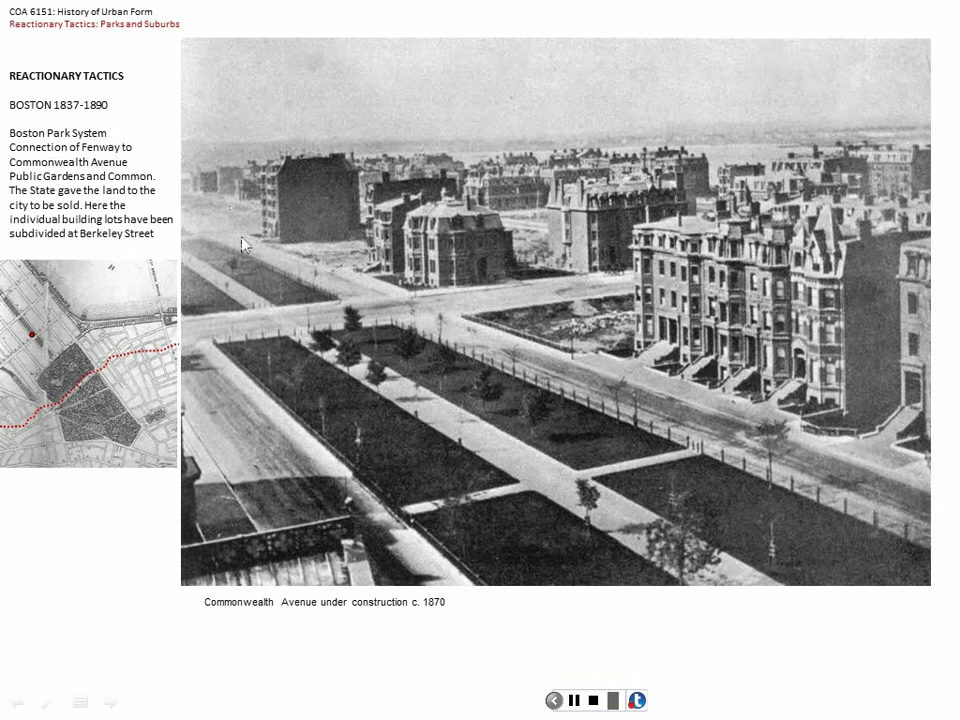 COA 6151: History of Urban Form
Reactionary Tactics: Parks and Suburbs
REACTIONARY TACTICS
BOSTON 1837-1890
Boston Park System
Connection of Fenway to
Commonwealth Avenue
Public Gardens and Common.
The State gave the land to the
city to be sold. Here the
individual building lots have been
subdivided at Berkeley Street
Commonwealth Avenue under construction c. 1870